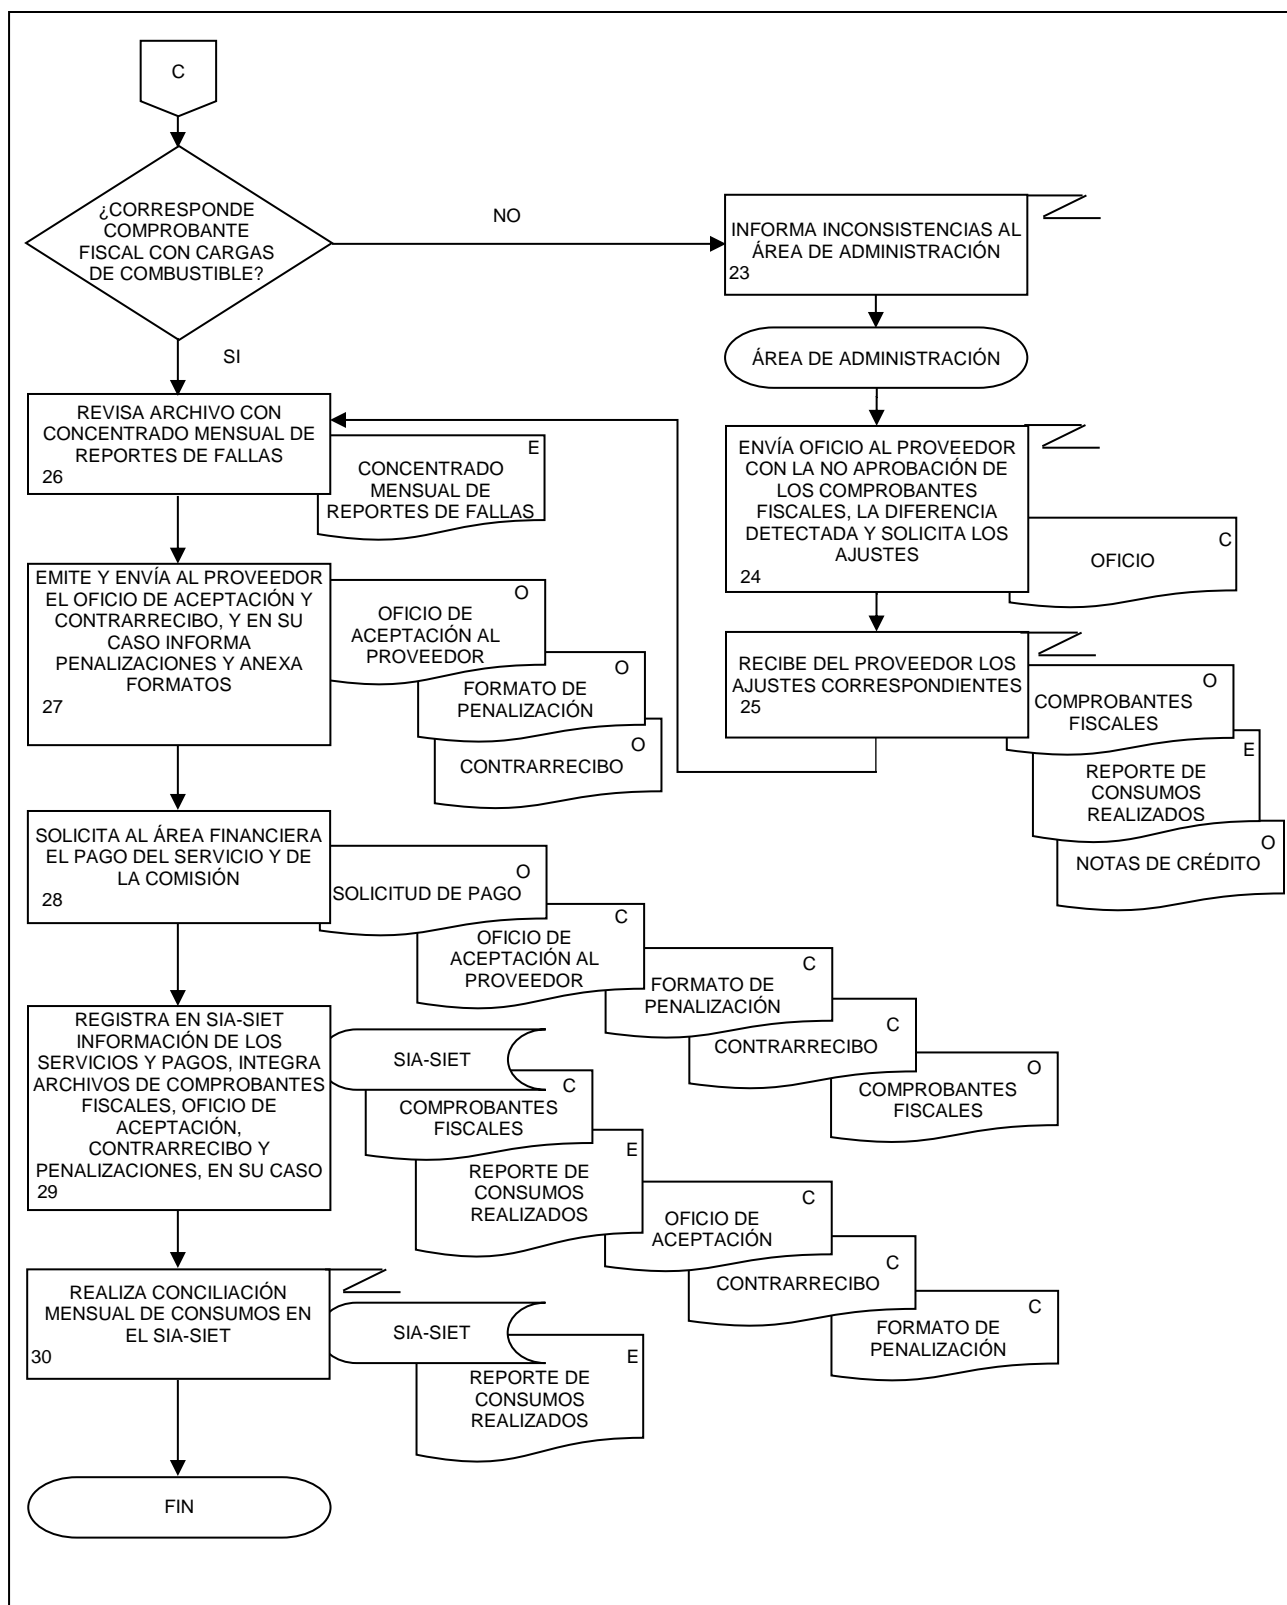 C
¿CORRESPONDE
COMPROBANTE
FISCAL CON CARGAS
DE COMBUSTIBLE?
NO
SI
INFORMA INCONSISTENCIAS AL
ÁREA DE ADMINISTRACIÓN
23
ÁREA DE ADMINISTRACIÓN
ENVÍA OFICIO AL PROVEEDOR
CON LA NO APROBACIÓN DE
LOS COMPROBANTES
FISCALES, LA DIFERENCIA
DETECTADA Y SOLICITA LOS
AJUSTES
24
C
OFICIO
RECIBE DEL PROVEEDOR LOS
AJUSTES CORRESPONDIENTES
25
O
COMPROBANTES
FISCALES
E
REPORTE DE
CONSUMOS
REALIZADOS
O
NOTAS DE CRÉDITO
REVISA ARCHIVO CON
CONCENTRADO MENSUAL DE
REPORTES DE FALLAS
26
E
CONCENTRADO
MENSUAL DE
REPORTES DE FALLAS
EMITE Y ENVÍA AL PROVEEDOR
EL OFICIO DE ACEPTACIÓN Y
CONTRARRECIBO, Y EN SU
CASO INFORMA
PENALIZACIONES Y ANEXA
FORMATOS
27
O
OFICIO DE
ACEPTACIÓN AL
PROVEEDOR
O
FORMATO DE
PENALIZACIÓN
O
CONTRARRECIBO
SOLICITA AL ÁREA FINANCIERA
EL PAGO DEL SERVICIO Y DE
LA COMISIÓN
28
O
SOLICITUD DE PAGO
C
OFICIO DE
ACEPTACIÓN AL
PROVEEDOR
C
FORMATO DE
PENALIZACIÓN
C
CONTRARRECIBO
O
COMPROBANTES
FISCALES
REGISTRA EN SIA-SIET
INFORMACIÓN DE LOS
SERVICIOS Y PAGOS, INTEGRA
ARCHIVOS DE COMPROBANTES
FISCALES, OFICIO DE
ACEPTACIÓN,
CONTRARRECIBO Y
PENALIZACIONES, EN SU CASO
29
SIA-SIET
C
COMPROBANTES
FISCALES
E
REPORTE DE
CONSUMOS
REALIZADOS
C
OFICIO DE
ACEPTACIÓN
C
CONTRARRECIBO
C
FORMATO DE
PENALIZACIÓN
REALIZA CONCILIACIÓN
MENSUAL DE CONSUMOS EN
EL SIA-SIET
30
SIA-SIET
E
REPORTE DE
CONSUMOS
REALIZADOS
FIN